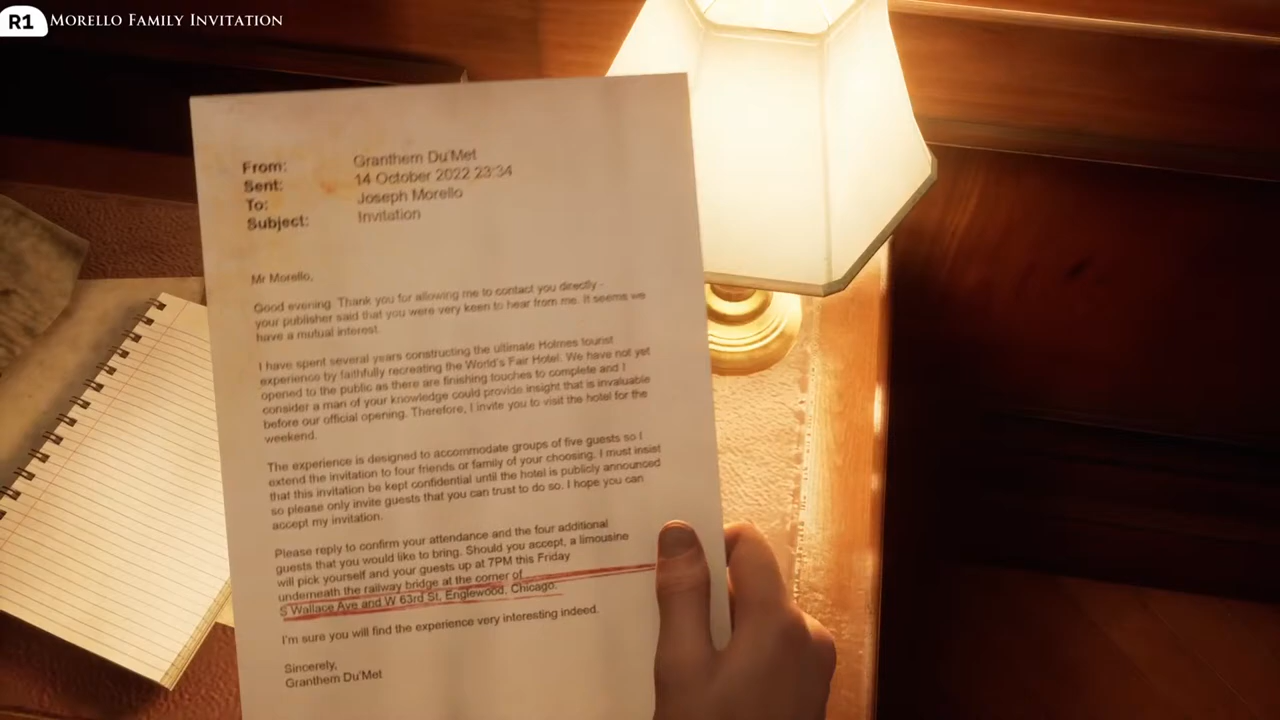 R1 Morello Family Invitation
From: Granthem Du'Met
Sent: 14 October 2022 23:34
To: Joseph Morello
Subject: Invitation
Mr Morello,
Good evening. Thank you for allowing me to contact you directly -
your publisher said that you were very keen to hear from me. It seems we
have a mutual interest.
I have spent several years constructing the ultimate Holmes tourist
experience by faithfully recreating the World's Fair Hotel. We have not yet
opened to the public as there are finishing touches to complete and I
consider a man of your knowledge could provide insight that is invaluable
before our official opening. Therefore, I invite you to visit the hotel for the
weekend.
The experience is designed to accommodate groups of five guests so I
extend the invitation to four friends or family of your choosing. I must insist
that this invitation be kept confidential until the hotel is publicly announced
so please only invite guests that you can trust to do so. I hope you can
accept my invitation.
Please reply to confirm your attendance and the four additional
guests that you would like to bring. Should you accept, a limousine
will pick yourself and your guests up at 7PM this Friday
underneath the railway bridge at the corner of
S Wallace Ave and W 63rd St, Englewood, Chicago.
I'm sure you will find the experience very interesting indeed.
Sincerely,
Granthem Du'Met